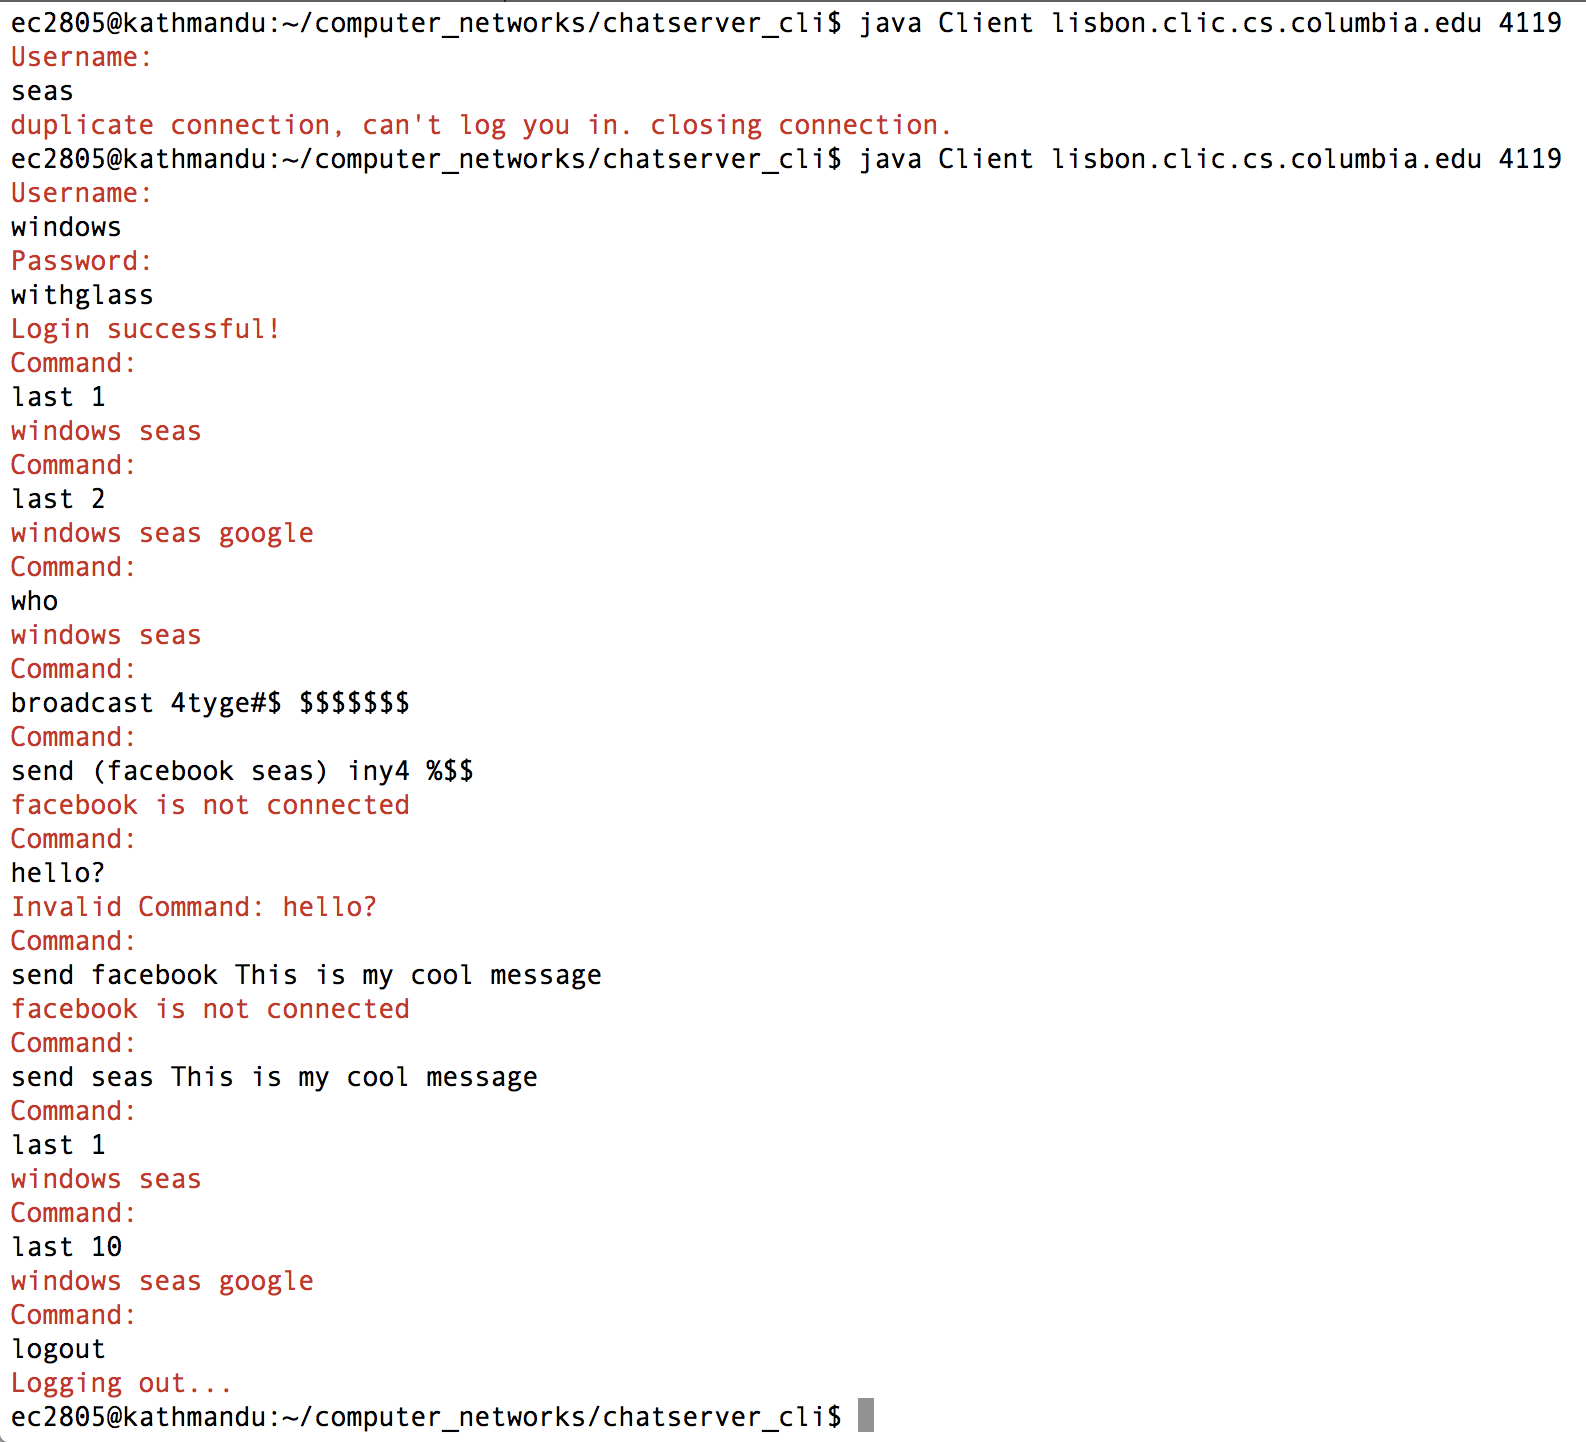 ec2805@kathmandu:~/computer_networks/chatserver_cli$ java Client lisbon.clic.cs.columbia.edu 4119
Username:
seas
duplicate connection, can't log you in. closing connection.
ec2805@kathmandu:~/computer_networks/chatserver_cli$ java Client lisbon.clic.cs.columbia.edu 4119
Username:
windows
Password:
withglass
Login successful!
Command:
last 1
windows seas
Command:
last 2
windows seas google
Command:
who
windows seas
Command:
broadcast 4tyge#$ $$$$$$$
Command:
send (facebook seas) iny4 %$$
facebook is not connected
Command:
hello?
Invalid Command: hello?
Command:
send facebook This is my cool message
facebook is not connected
Command:
send seas This is my cool message
Command:
last 1
windows seas
Command:
last 10
windows seas google
Command:
logout
Logging out...
ec2805@kathmandu:~/computer_networks/chatserver_cli$